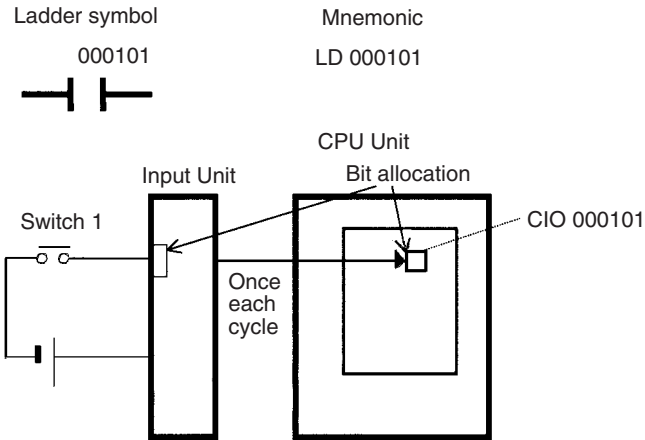 Ladder symbol
Mnemonic
000101
LD 000101
CPU Unit
Input Unit
Bit allocation
Switch 1
CIO 000101
Once
each
cycle